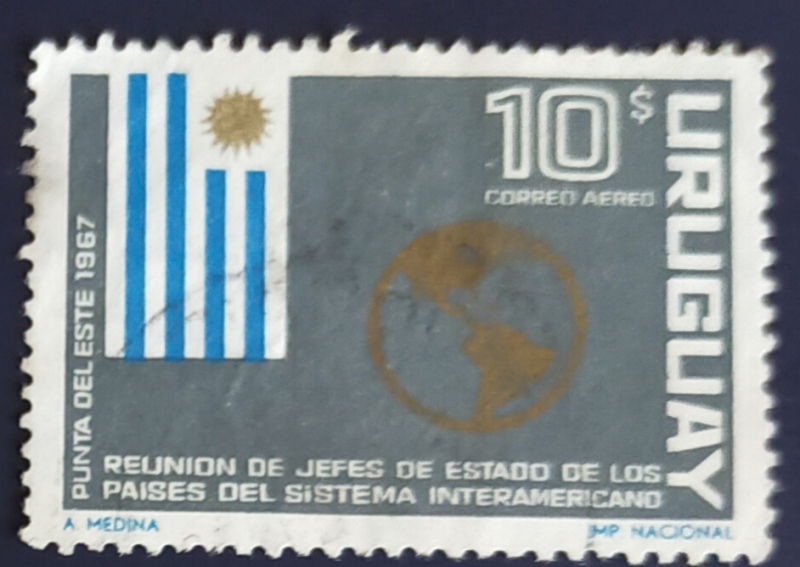 10$
CORREO AEREO
URUGUAY
PUNTA DEL ESTE 1967
REUNION DE JEFES DE ESTADO DE LOS
PAISES DEL SISTEMA INTERAMERICANO
A. MEDINA
IMP. NACIONAL